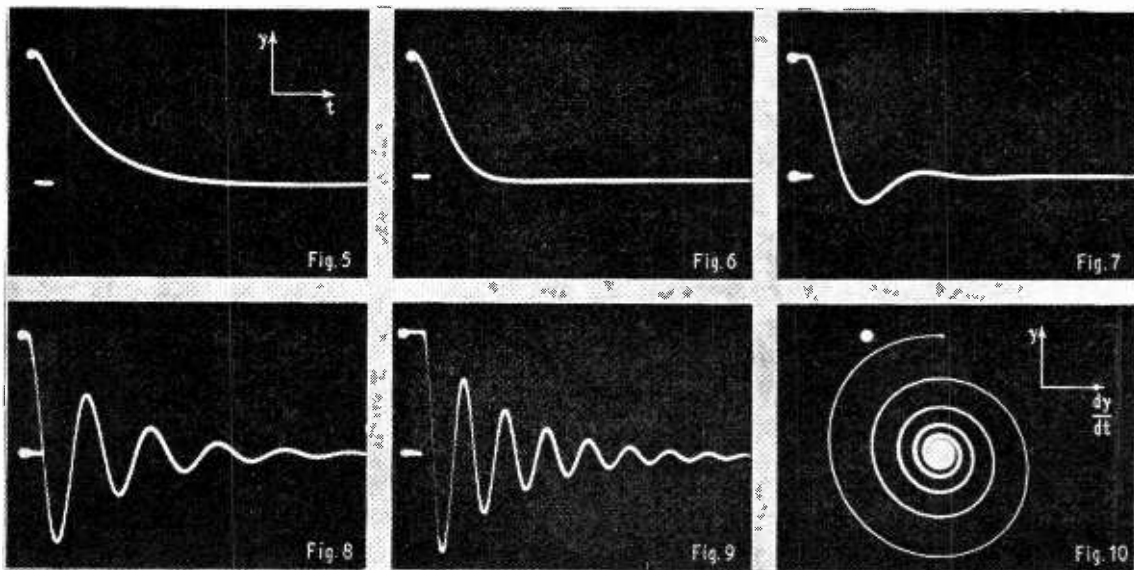 y
t
Fig. 5
Fig. 6
Fig. 7
Fig. 8
Fig. 9
y
dy
dt
Fig. 10